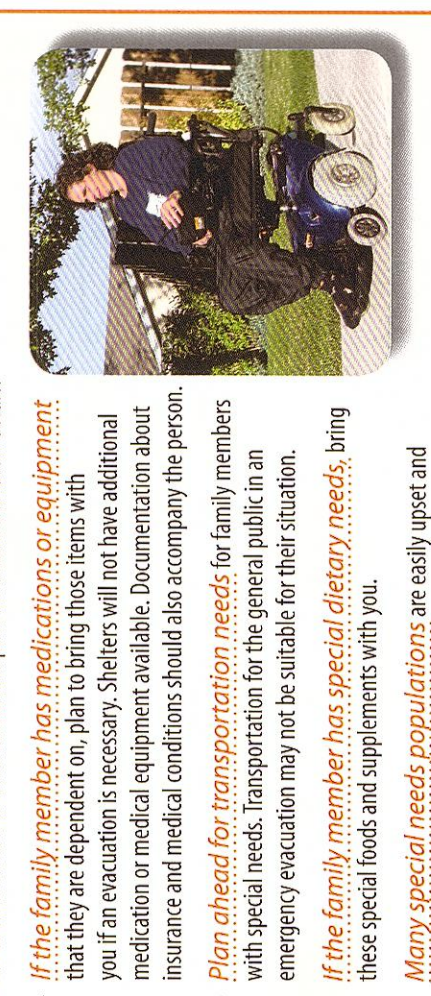 If the family member has medications or equipment
that they are dependent on, plan to bring those items with
you if an evacuation is necessary. Shelters will not have additional
medication or medical equipment available. Documentation about
insurance and medical conditions should also accompany the person.
Plan ahead for transportation needs for family members
with special needs. Transportation for the general public in an
emergency evacuation may not be suitable for their situation.
If the family member has special dietary needs, bring
these special foods and supplements with you.
Many special needs populations are easily upset and